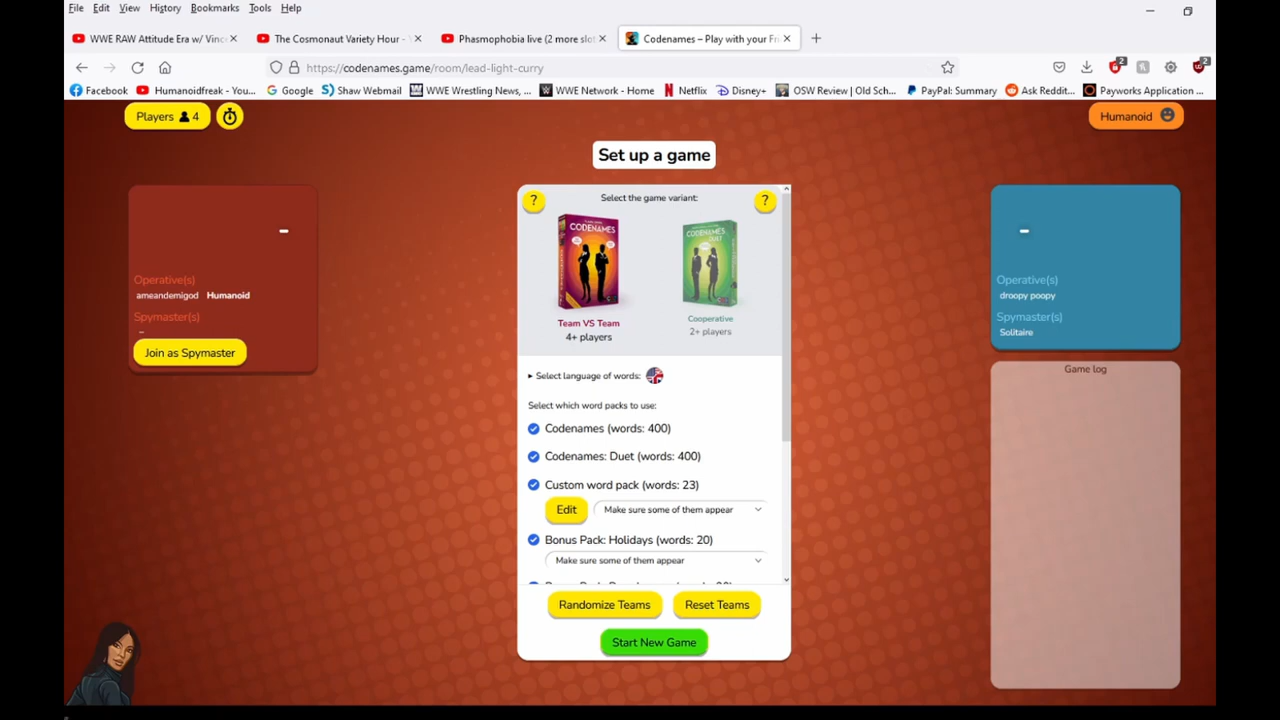 File Edit View History Bookmarks Tools Help
WWE RAW Attitude Era w/ Vinc
The Cosmonaut Variety Hour -
Phasmophobia live (2 more slot
Codenames – Play with your Fri
https://codenames.game/room/lead-light-curry
2 2
Facebook Humanoidfreak - You... Google Shaw Webmail WWE Wrestling News, ... WWE Network - Home Netflix Disney+ OSW Review | Old Sch... PayPal: Summary Ask Reddit... Payworks Application ...
Players 4
Humanoid
Set up a game
Select the game variant:
? ?
CODENAMES
CODENAMES
DUET
-
-
Team VS Team
4+ players
Cooperative
2+ players
Operative(s)
ameandemigod Humanoid
Spymaster(s)
–
Join as Spymaster
Operative(s)
droopy poopy
Spymaster(s)
Solitaire
Game log
Select language of words:
Select which word packs to use:
Codenames (words: 400)
Codenames: Duet (words: 400)
Custom word pack (words: 23)
Edit Make sure some of them appear
Bonus Pack: Holidays (words: 20)
Make sure some of them appear
Randomize Teams Reset Teams
Start New Game